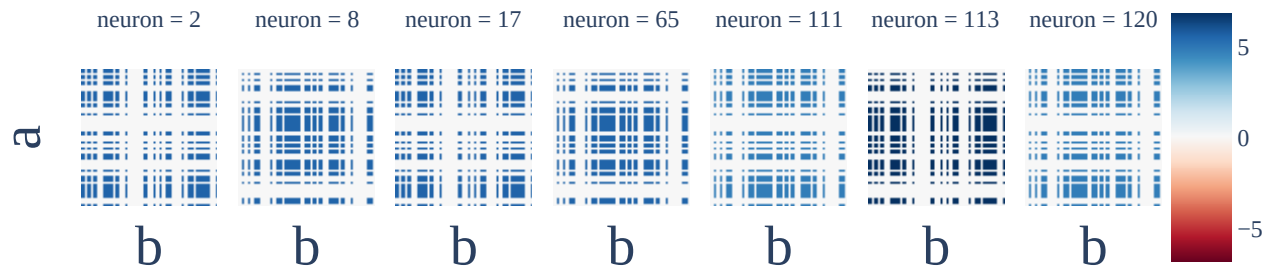 neuron = 2 neuron = 8 neuron = 17 neuron = 65 neuron = 111 neuron = 113 neuron = 120
5
a
0
−5
b b b b b b b